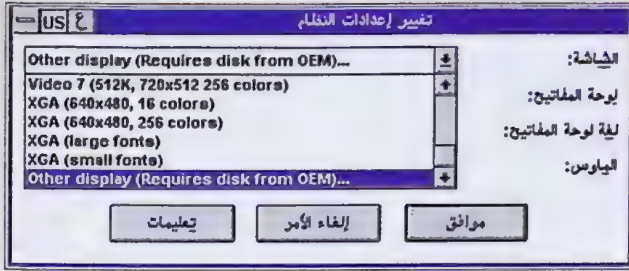 US ع تغيير إعدادات النظام
الشاشة: Other display (Requires disk from OEM)...
Video 7 (512K, 720x512 256 colors)
لوحة المفاتيح:
XGA (640x480, 16 colors)
XGA (640x480, 256 colors)
لغة لوحة المفاتيح:
XGA (large fonts)
XGA (small fonts)
الماوس:
Other display (Requires disk from OEM)...
موافق إلغاء الأمر تعليمات